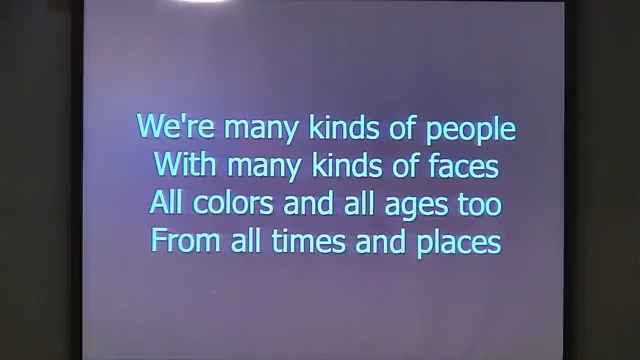 We're many kinds of people
With many kinds of faces
All colors and all ages too
From all times and places